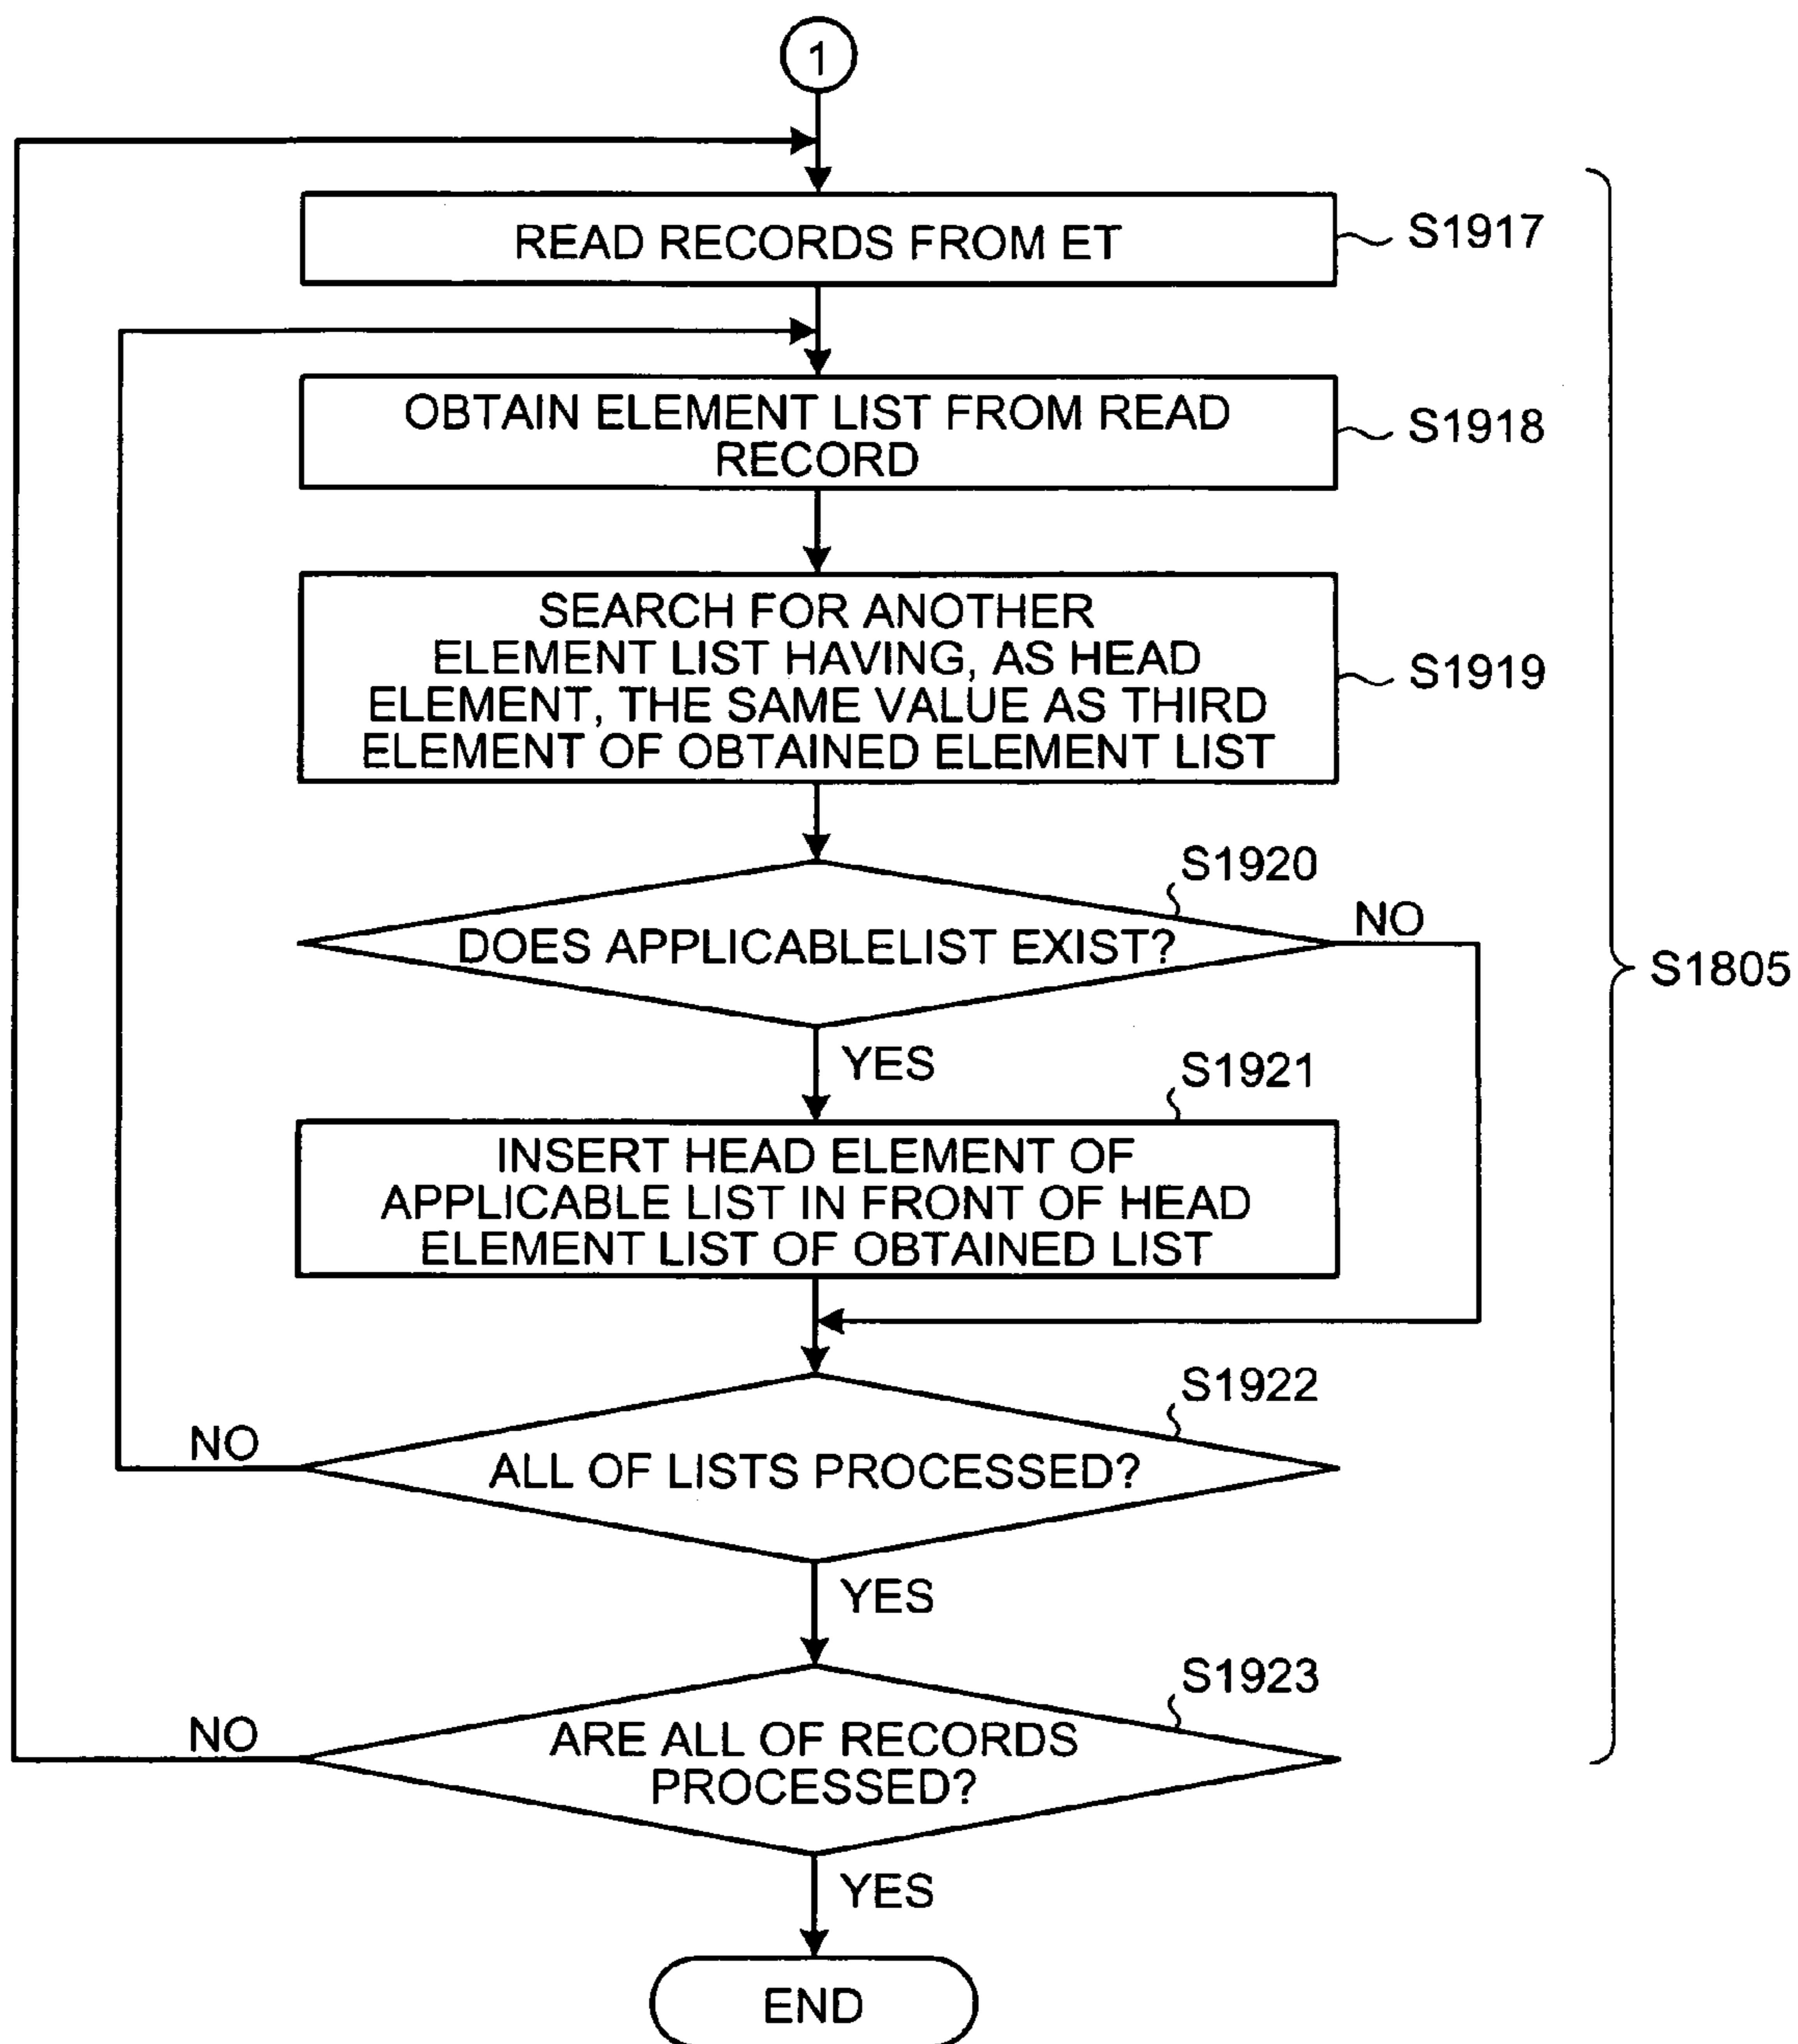 1
READ RECORDS FROM ET
S1917
OBTAIN ELEMENT LIST FROM READ
RECORD
S1918
SEARCH FOR ANOTHER
ELEMENT LIST HAVING, AS HEAD
ELEMENT, THE SAME VALUE AS THIRD
ELEMENT OF OBTAINED ELEMENT LIST
S1919
S1920
DOES APPLICABLELIST EXIST?
NO
S1805
YES
S1921
INSERT HEAD ELEMENT OF
APPLICABLE LIST IN FRONT OF HEAD
ELEMENT LIST OF OBTAINED LIST
S1922
NO
ALL OF LISTS PROCESSED?
YES
S1923
NO
ARE ALL OF RECORDS
PROCESSED?
YES
END